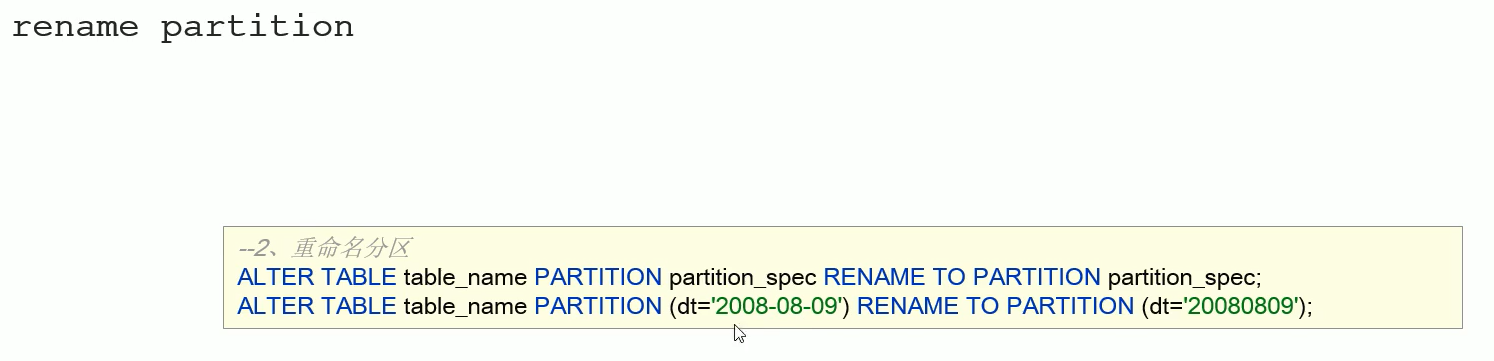 rename partition
--2、重命名分区
ALTER TABLE table_name PARTITION partition_spec RENAME TO PARTITION partition_spec;
ALTER TABLE table_name PARTITION (dt='2008-08-09') RENAME TO PARTITION (dt='20080809');